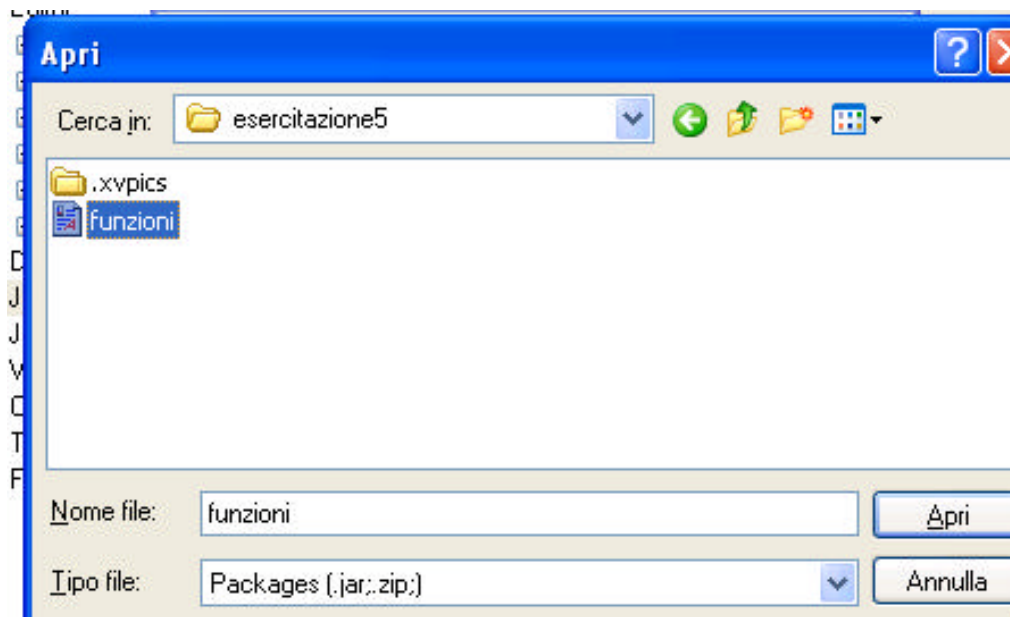 Apri
Cerca in: esercitazione5
.xvpics
funzioni
D
J
J
V
C
T
F
Nome file: funzioni Apri
Tipo file: Packages (.jar;.zip;) Annulla